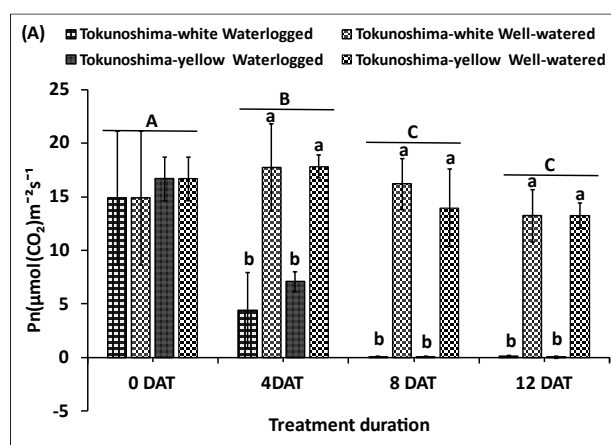 (A)
Tokunoshima-white Waterlogged Tokunoshima-white Well-watered
Tokunoshima-yellow Waterlogged Tokunoshima-yellow Well-watered
25
20
15
10
5
0
-5
Pn(μmol(CO₂)m⁻²s⁻¹
A
B
C
C
a a
a a
a a
b b
b b
b b
0 DAT 4DAT 8 DAT 12 DAT
Treatment duration